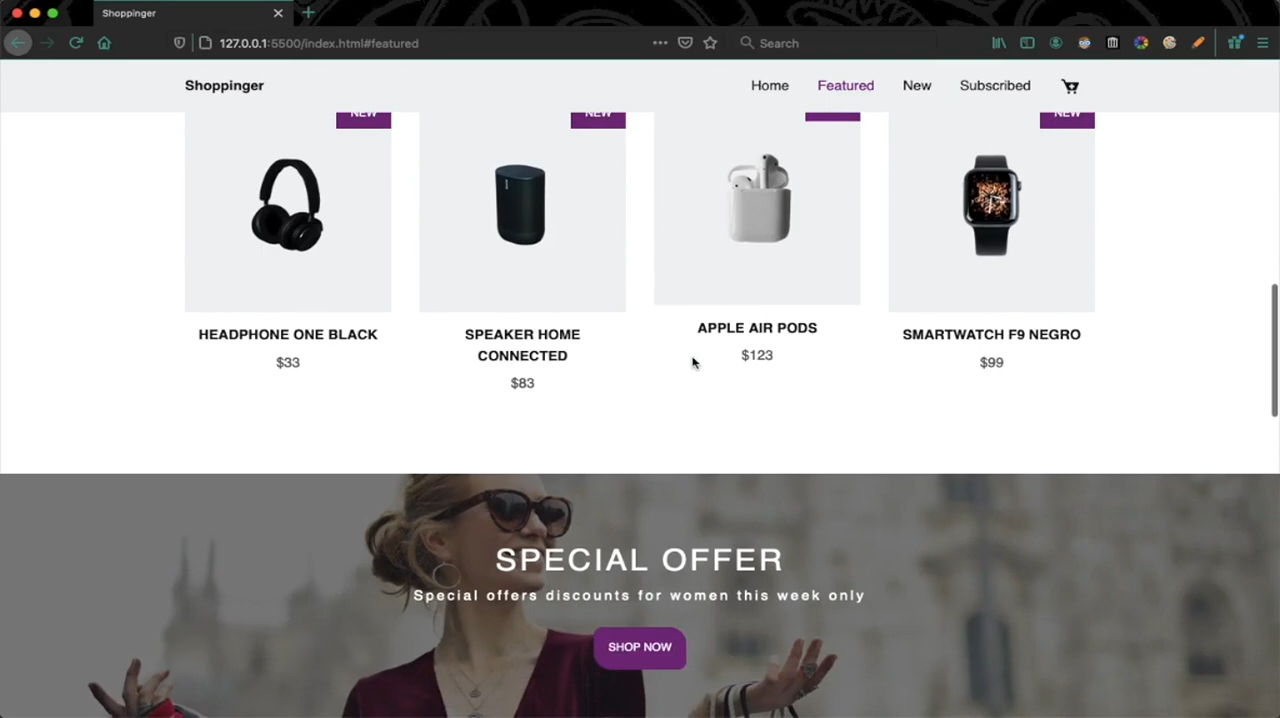 Shoppinger
127.0.0.1:5500/index.html#featured
Search
Shoppinger
Home
Featured
New
Subscribed
NEW
NEW
NEW
HEADPHONE ONE BLACK
$33
SPEAKER HOME
CONNECTED
$83
APPLE AIR PODS
$123
SMARTWATCH F9 NEGRO
$99
SPECIAL OFFER
Special offers discounts for women this week only
SHOP NOW